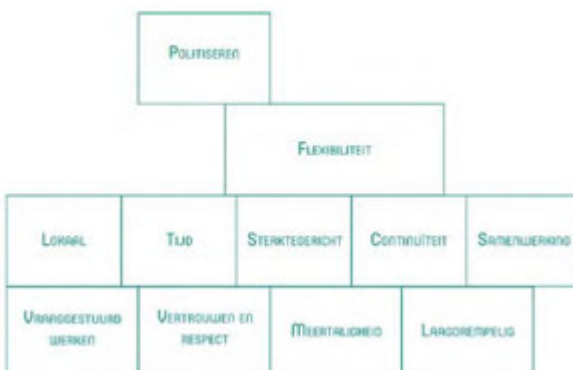 POLITISEREN
FLEXIBILITEIT
LOKAAL
TIJD
STERKTEGERICHT
CONTINUÏTEIT
SAMENWERKING
VRAAGGESTUURD
WERKEN
VERTROUWEN EN
RESPECT
MEERTALIGHEID
LAAGDREMPELIG